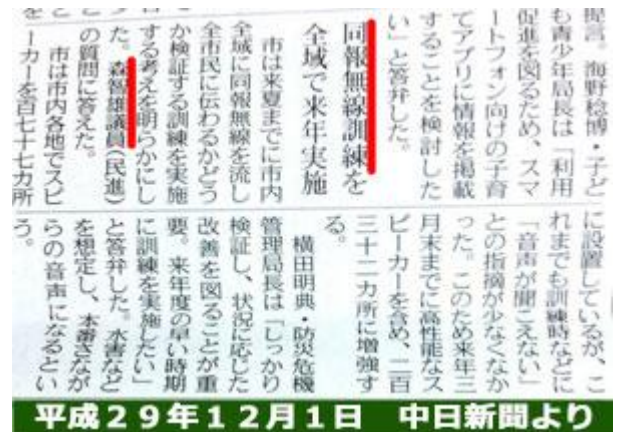 提言。海野稔博・子ど
も青少年局長は「利用
促進を図るため、スマ
ートフォン向けの子育
てアプリに情報を掲載
することを検討した
い」と答弁した。
同報無線訓練を
全域で来年実施
市は来夏までに市内
全域に同報無線を流し
全市民に伝わるかどう
か検証する訓練を実施
する考えを明らかにし
た。森智雄議員(民進)
の質問に答えた。
市は市内各地でスピ
ーカーを百七十七カ所
に設置しているが、こ
れまでも訓練時などに
「音声が聞こえない」
との指摘が少なくなか
った。このため来年三
月末までに高性能なス
ピーカーを含め、二百
三十二カ所に増強す
る。
横田明典・防災危機
管理局長は「しっかり
検証し、状況に応じた
改善を図ることが重
要。来年度の早い時期
に訓練を実施したい」
と答弁した。水害など
を想定し、本番さなが
らの音声になるとい
う。
平成29年12月1日　中日新聞より